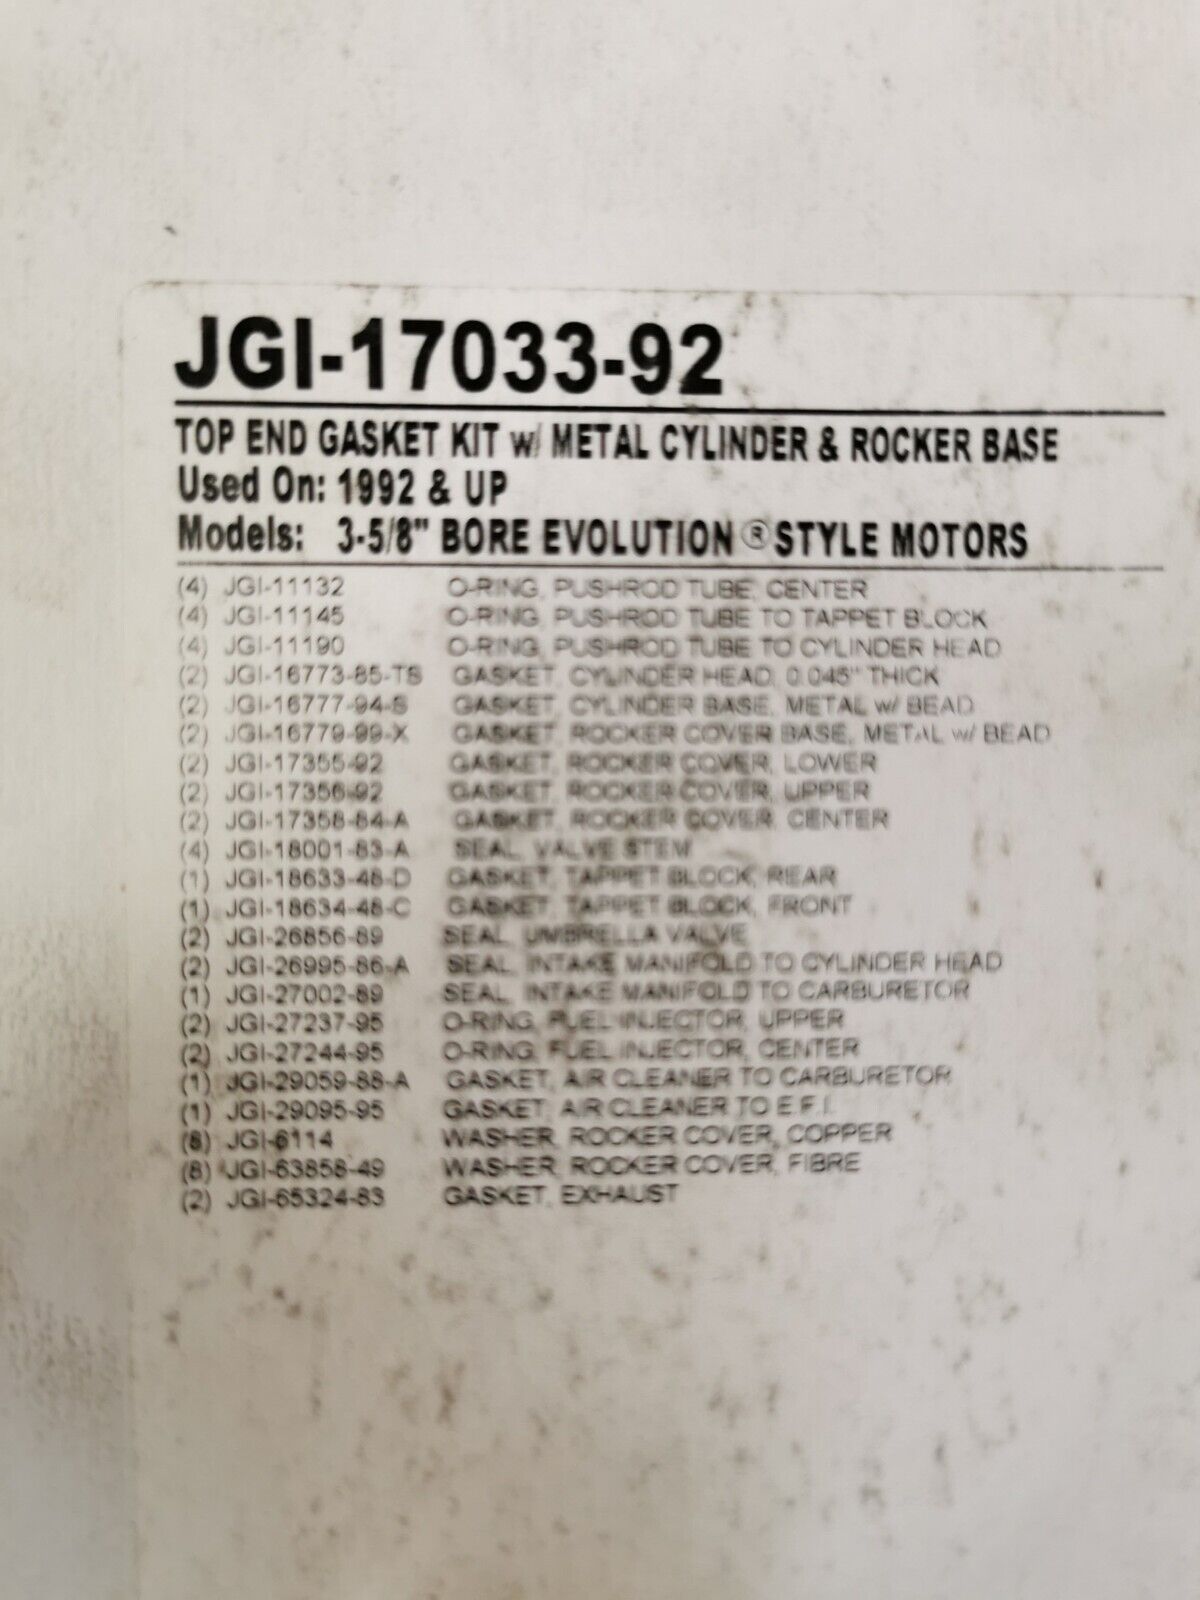 JGI-17033-92
TOP END GASKET KIT w/ METAL CYLINDER & ROCKER BASE
Used On: 1992 & UP
Models: 3-5/8" BORE EVOLUTION ® STYLE MOTORS
(4) JGI-11132 O-RING, PUSHROD TUBE, CENTER
(4) JGI-11145 O-RING, PUSHROD TUBE TO TAPPET BLOCK
(4) JGI-11190 O-RING, PUSHROD TUBE TO CYLINDER HEAD
(2) JGI-16773-85-TS GASKET, CYLINDER HEAD, 0.045" THICK
(2) JGI-16777-94-S GASKET, CYLINDER BASE, METAL w/ BEAD
(2) JGI-16779-99-X GASKET, ROCKER COVER BASE, METAL w/ BEAD
(2) JGI-17355-92 GASKET, ROCKER COVER, LOWER
(2) JGI-17356-92 GASKET, ROCKER COVER, UPPER
(2) JGI-17358-84-A GASKET, ROCKER COVER, CENTER
(4) JGI-18001-83-A SEAL, VALVE STEM
(1) JGI-18633-48-D GASKET, TAPPET BLOCK, REAR
(1) JGI-18634-48-C GASKET, TAPPET BLOCK, FRONT
(2) JGI-26856-89 SEAL, UMBRELLA VALVE
(2) JGI-26995-86-A SEAL, INTAKE MANIFOLD TO CYLINDER HEAD
(1) JGI-27002-89 SEAL, INTAKE MANIFOLD TO CARBURETOR
(2) JGI-27237-95 O-RING, FUEL INJECTOR, UPPER
(2) JGI-27244-95 O-RING, FUEL INJECTOR, CENTER
(1) JGI-29059-88-A GASKET, AIR CLEANER TO CARBURETOR
(1) JGI-29095-95 GASKET, AIR CLEANER TO E.F.I.
(8) JGI-6114 WASHER, ROCKER COVER, COPPER
(8) JGI-63858-49 WASHER, ROCKER COVER, FIBRE
(2) JGI-65324-83 GASKET, EXHAUST